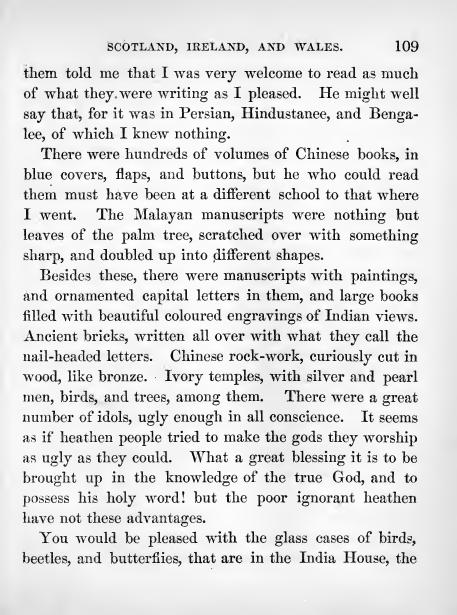 SCOTLAND, IRELAND, AND WALES. 109
them told me that I was very welcome to read as much
of what they were writing as I pleased. He might well
say that, for it was in Persian, Hindustanee, and Benga-
lee, of which I knew nothing.
There were hundreds of volumes of Chinese books, in
blue covers, flaps, and buttons, but he who could read
them must have been at a different school to that where
I went. The Malayan manuscripts were nothing but
leaves of the palm tree, scratched over with something
sharp, and doubled up into different shapes.
Besides these, there were manuscripts with paintings,
and ornamented capital letters in them, and large books
filled with beautiful coloured engravings of Indian views.
Ancient bricks, written all over with what they call the
nail-headed letters. Chinese rock-work, curiously cut in
wood, like bronze. Ivory temples, with silver and pearl
men, birds, and trees, among them. There were a great
number of idols, ugly enough in all conscience. It seems
as if heathen people tried to make the gods they worship
as ugly as they could. What a great blessing it is to be
brought up in the knowledge of the true God, and to
possess his holy word! but the poor ignorant heathen
have not these advantages.
You would be pleased with the glass cases of birds,
beetles, and butterfiies, that are in the India House, the